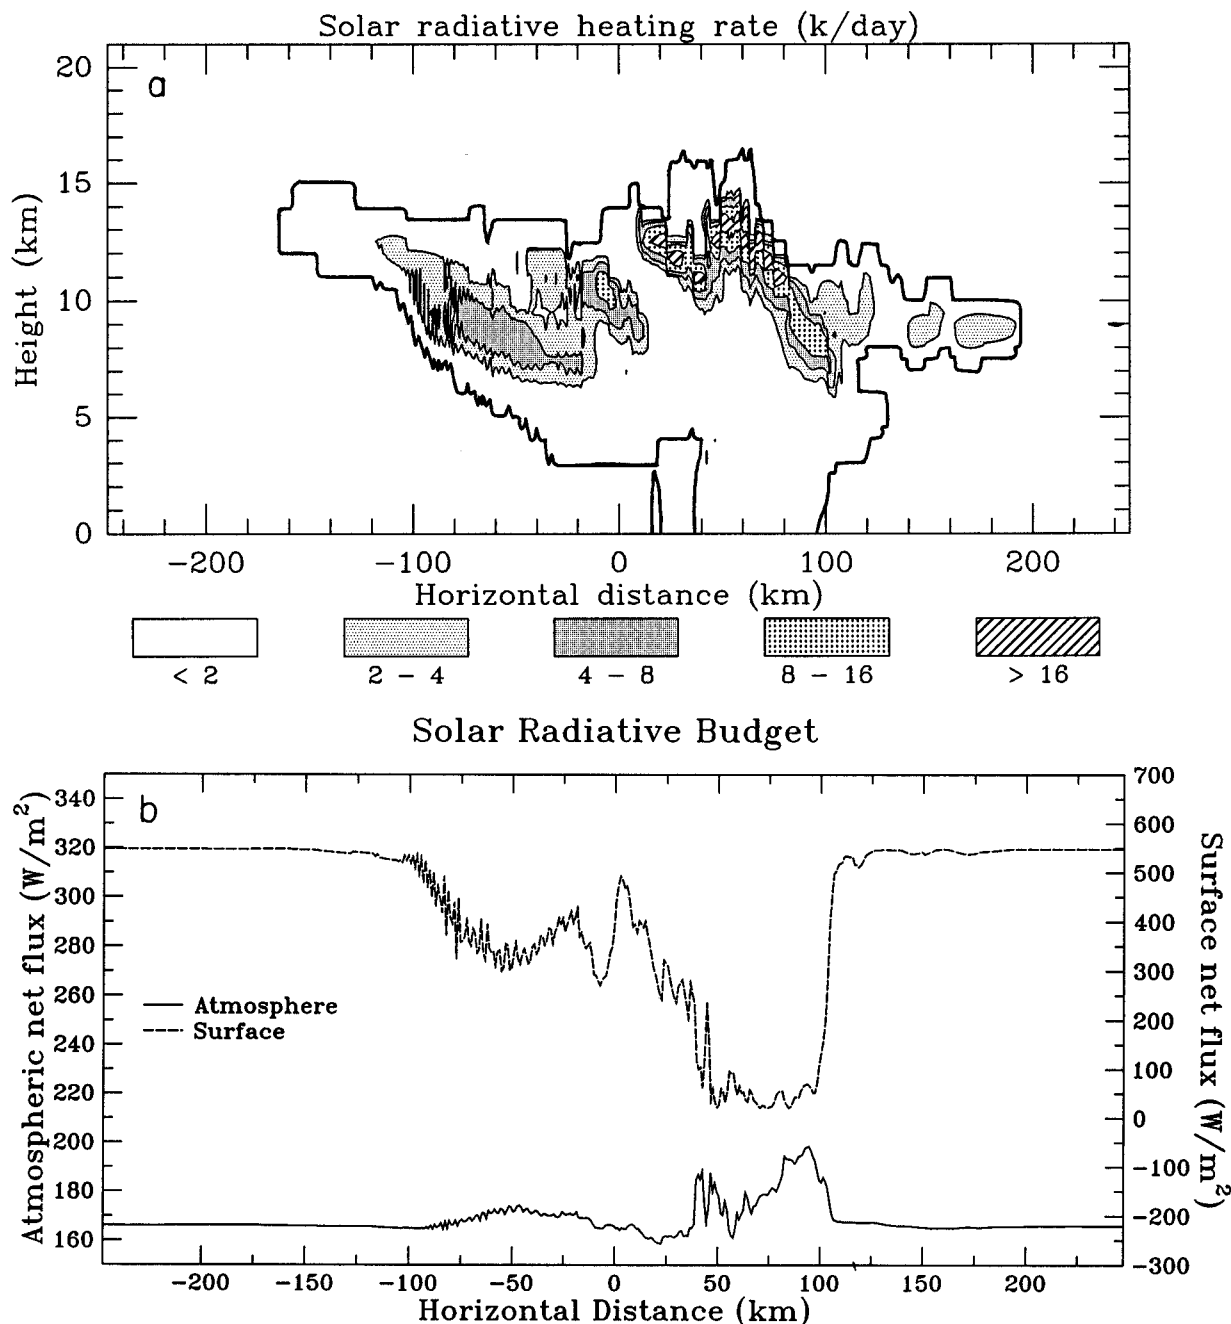 Solar radiative heating rate (k/day)
a
20
15
10
5
0
Height (km)
-200 -100 0 100 200
Horizontal distance (km)
< 2 2 - 4 4 - 8 8 - 16 > 16
Solar Radiative Budget
b
340
320
300
280
260
240
220
200
180
160
Atmospheric net flux (W/m²)
Atmosphere
Surface
700
600
500
400
300
200
100
0
-100
-200
-300
Surface net flux (W/m²)
-200 -150 -100 -50 0 50 100 150 200
Horizontal Distance (km)